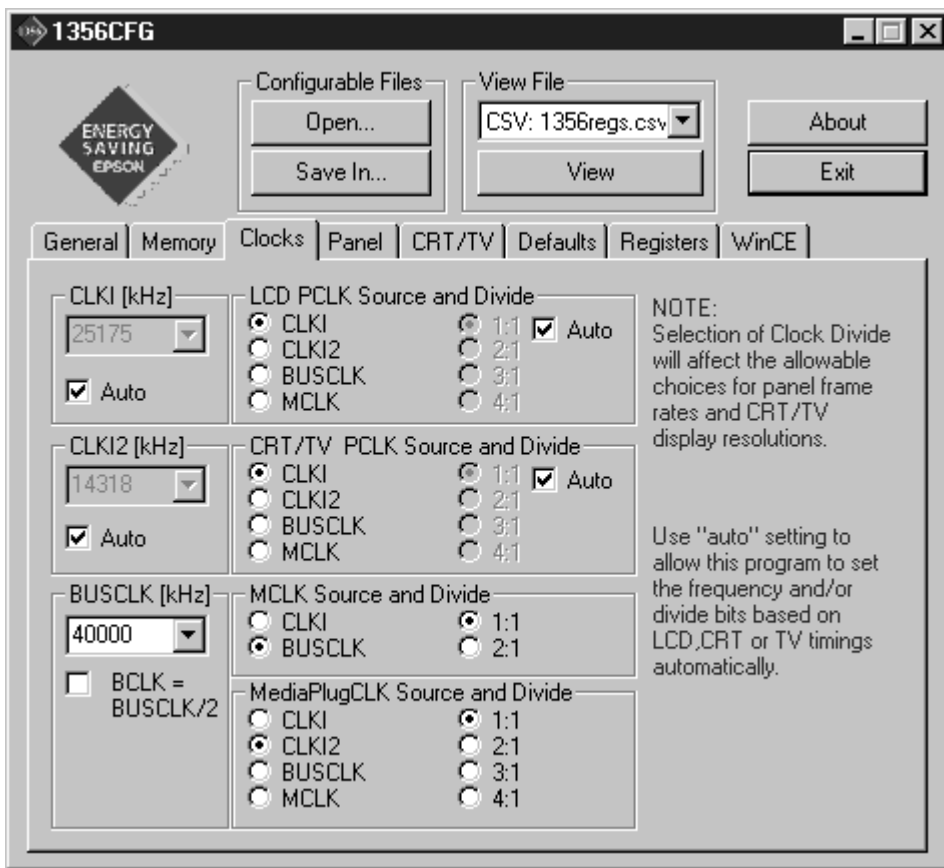 1356CFG
Configurable Files
View File
ENERGY
SAVING
EPSON
Open...
CSV: 1356regs.csv
About
Save In...
View
Exit
General Memory Clocks Panel CRT/TV Defaults Registers WinCE
CLKI [kHz]
25175
Auto
LCD PCLK Source and Divide
CLKI 1:1 Auto
CLKI2 2:1
BUSCLK 3:1
MCLK 4:1
CLKI2 [kHz]
14318
Auto
CRT/TV PCLK Source and Divide
CLKI 1:1 Auto
CLKI2 2:1
BUSCLK 3:1
MCLK 4:1
BUSCLK [kHz]
40000
BCLK =
BUSCLK/2
MCLK Source and Divide
CLKI 1:1
BUSCLK 2:1
MediaPlugCLK Source and Divide
CLKI 1:1
CLKI2 2:1
BUSCLK 3:1
MCLK 4:1
NOTE:
Selection of Clock Divide
will affect the allowable
choices for panel frame
rates and CRT/TV
display resolutions.
Use "auto" setting to
allow this program to set
the frequency and/or
divide bits based on
LCD,CRT or TV timings
automatically.